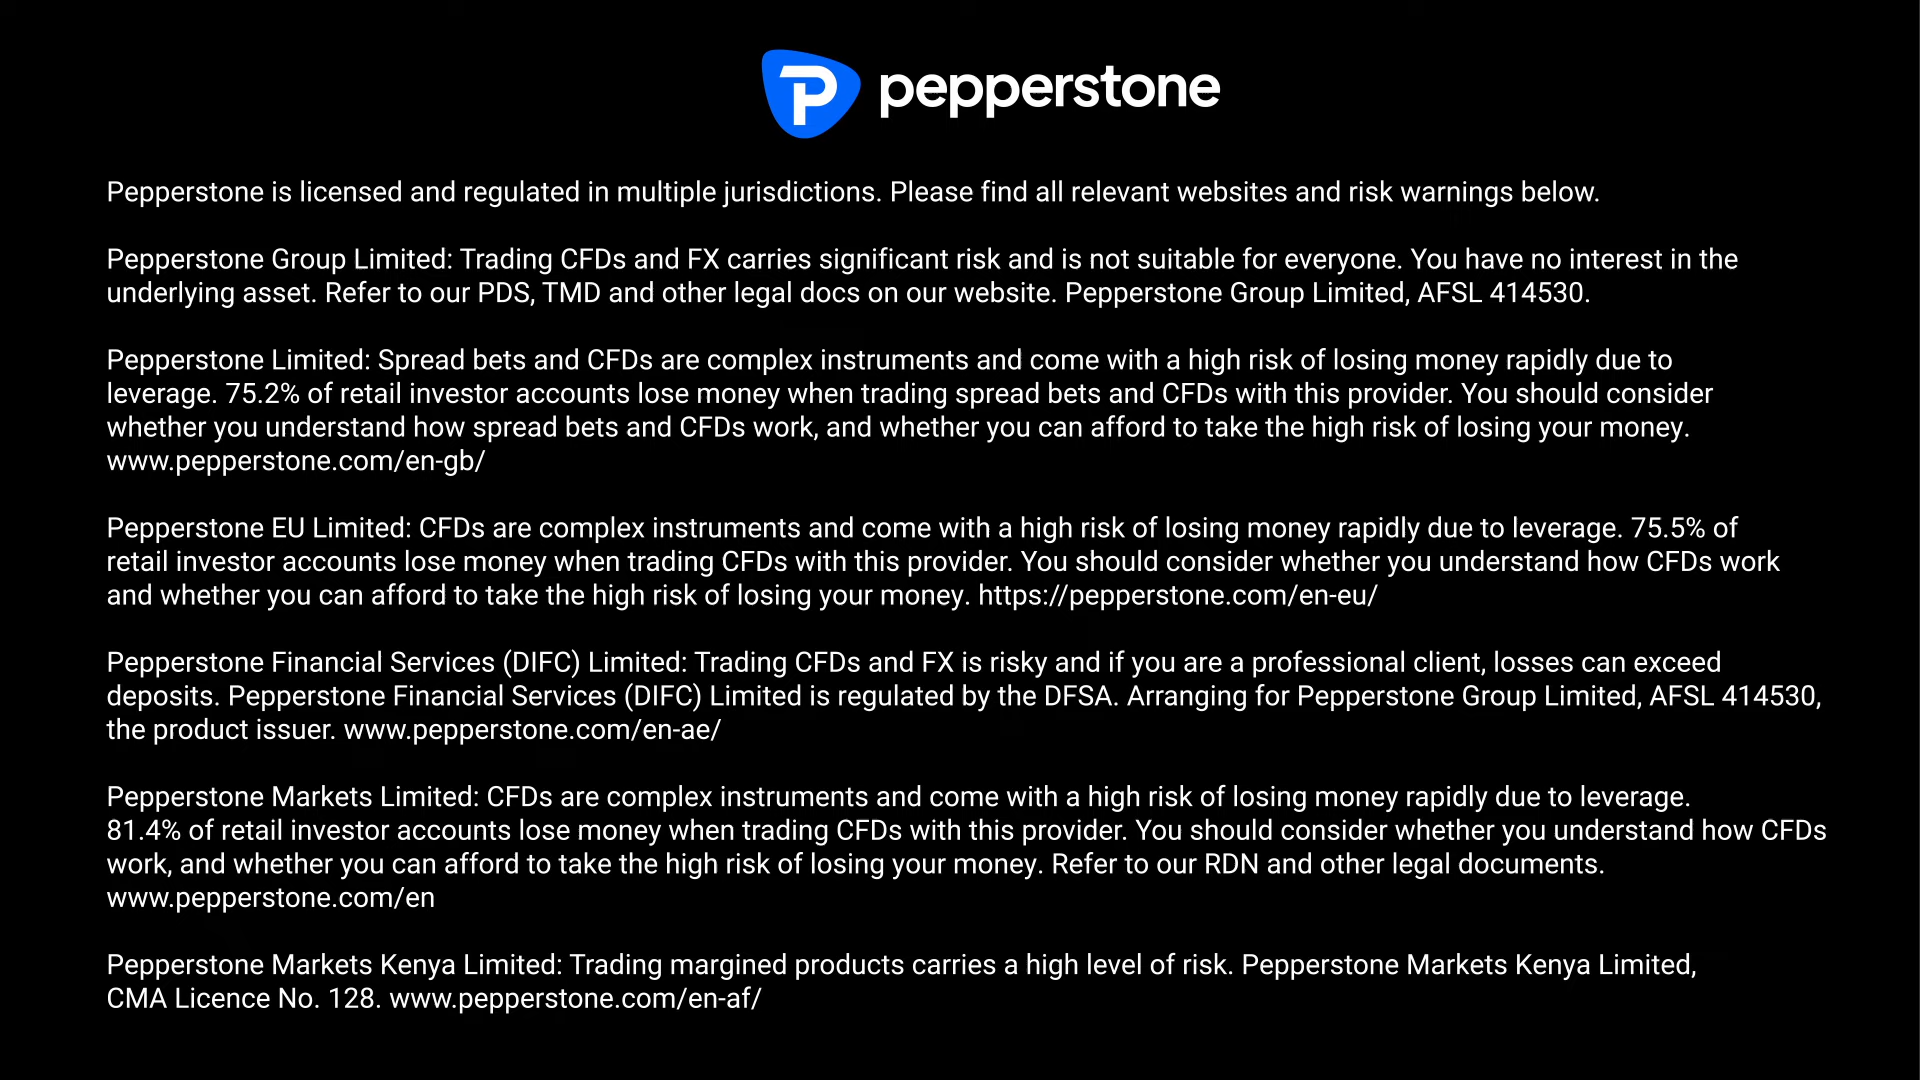 pepperstone
Pepperstone is licensed and regulated in multiple jurisdictions. Please find all relevant websites and risk warnings below.
Pepperstone Group Limited: Trading CFDs and FX carries significant risk and is not suitable for everyone. You have no interest in the
underlying asset. Refer to our PDS, TMD and other legal docs on our website. Pepperstone Group Limited, AFSL 414530.
Pepperstone Limited: Spread bets and CFDs are complex instruments and come with a high risk of losing money rapidly due to
leverage. 75.2% of retail investor accounts lose money when trading spread bets and CFDs with this provider. You should consider
whether you understand how spread bets and CFDs work, and whether you can afford to take the high risk of losing your money.
www.pepperstone.com/en-gb/
Pepperstone EU Limited: CFDs are complex instruments and come with a high risk of losing money rapidly due to leverage. 75.5% of
retail investor accounts lose money when trading CFDs with this provider. You should consider whether you understand how CFDs work
and whether you can afford to take the high risk of losing your money. https://pepperstone.com/en-eu/
Pepperstone Financial Services (DIFC) Limited: Trading CFDs and FX is risky and if you are a professional client, losses can exceed
deposits. Pepperstone Financial Services (DIFC) Limited is regulated by the DFSA. Arranging for Pepperstone Group Limited, AFSL 414530,
the product issuer. www.pepperstone.com/en-ae/
Pepperstone Markets Limited: CFDs are complex instruments and come with a high risk of losing money rapidly due to leverage.
81.4% of retail investor accounts lose money when trading CFDs with this provider. You should consider whether you understand how CFDs
work, and whether you can afford to take the high risk of losing your money. Refer to our RDN and other legal documents.
www.pepperstone.com/en
Pepperstone Markets Kenya Limited: Trading margined products carries a high level of risk. Pepperstone Markets Kenya Limited,
CMA Licence No. 128. www.pepperstone.com/en-af/